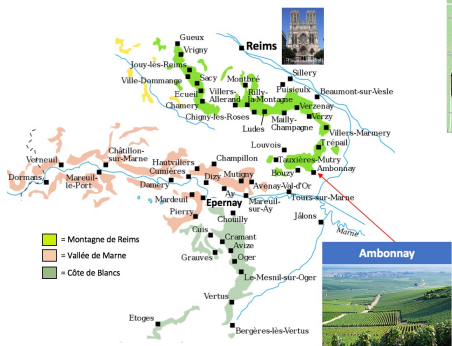 Gueux
Vrigny
Reims
Jouy-lès-Reims
Ville-Dommange
Sacy
Ecueil
Chamery
Villers-
Allerand
Montbré
Rilly-
la-Montagne
Chigny-les-Roses
Ludes
Puisieulx
Sillery
Beaumont-sur-Vesle
Verzenay
Mailly-
Champagne
Verzy
Villers-Marmery
Trépail
Louvois
Tauxières-Mutry
Bouzy
Ambonnay
Verneuil
Dormans
Châtillon-
sur-Marne
Mareuil-
le-Port
Hautvillers
Cumières
Daméry
Champillon
Dizy
Mutigny
Avenay-Val-d'Or
Ay
Mareuil-
sur-Ay
Tours-sur-Marne
Mardeuil
Epernay
Pierry
Chouilly
Jâlons
Marne
Cuis
Cramant
Avize
Grauves
Oger
Le-Mesnil-sur-Oger
Vertus
Etoges
Bergères-lès-Vertus
= Montagne de Reims
= Vallée de Marne
= Côte de Blancs
Ambonnay